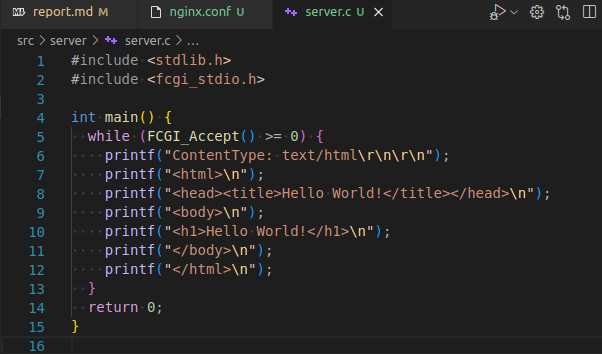 report.md M nginx.conf U server.c U
src > server > server.c > ...
1 #include <stdlib.h>
2 #include <fcgi_stdio.h>
3
4 int main() {
5 while (FCGI_Accept() >= 0) {
6 printf("ContentType: text/html\r\n\r\n");
7 printf("<html>\n");
8 printf("<head><title>Hello World!</title></head>\n");
9 printf("<body>\n");
10 printf("<h1>Hello World!</h1>\n");
11 printf("</body>\n");
12 printf("</html>\n");
13 }
14 return 0;
15 }
16